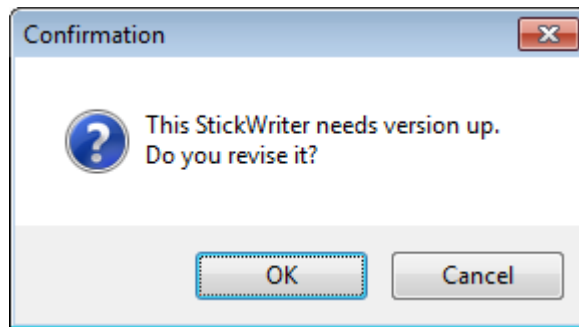 Confirmation
This StickWriter needs version up.
Do you revise it?
OK
Cancel